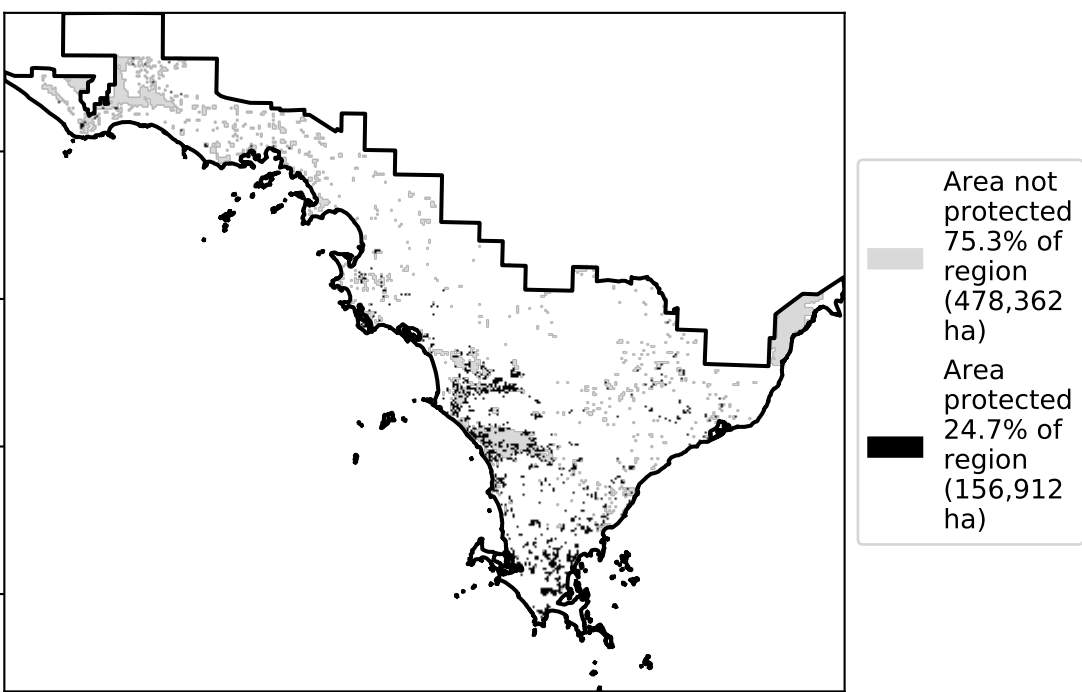 Area not
protected
75.3% of
region
(478,362
ha)
Area
protected
24.7% of
region
(156,912
ha)